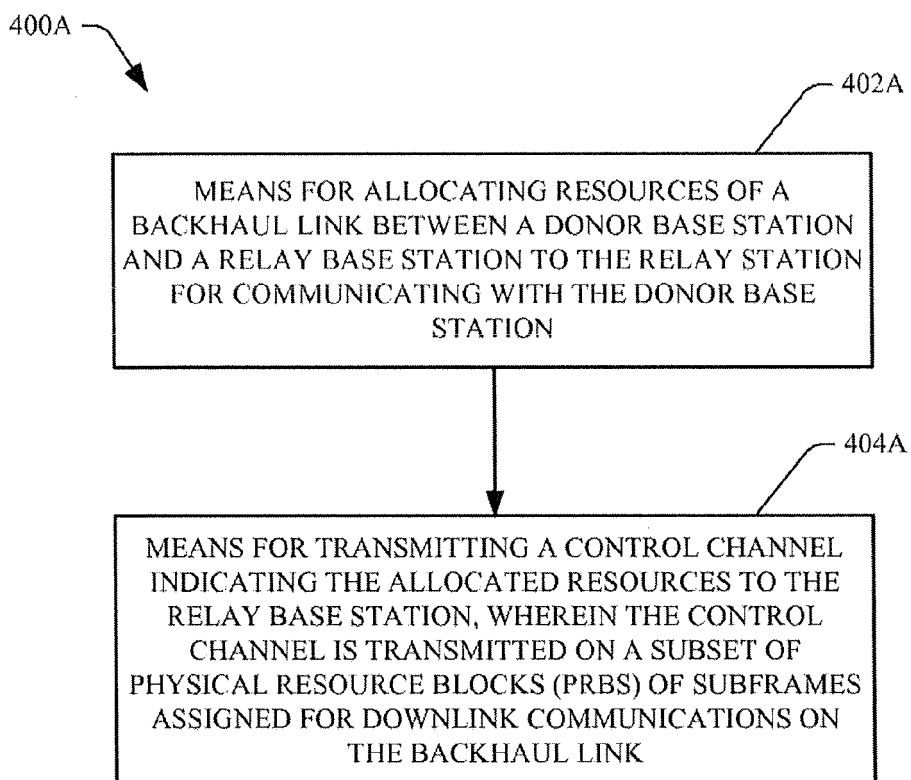 400A
402A
MEANS FOR ALLOCATING RESOURCES OF A
BACKHAUL LINK BETWEEN A DONOR BASE STATION
AND A RELAY BASE STATION TO THE RELAY STATION
FOR COMMUNICATING WITH THE DONOR BASE
STATION
404A
MEANS FOR TRANSMITTING A CONTROL CHANNEL
INDICATING THE ALLOCATED RESOURCES TO THE
RELAY BASE STATION, WHEREIN THE CONTROL
CHANNEL IS TRANSMITTED ON A SUBSET OF
PHYSICAL RESOURCE BLOCKS (PRBS) OF SUBFRAMES
ASSIGNED FOR DOWNLINK COMMUNICATIONS ON
THE BACKHAUL LINK